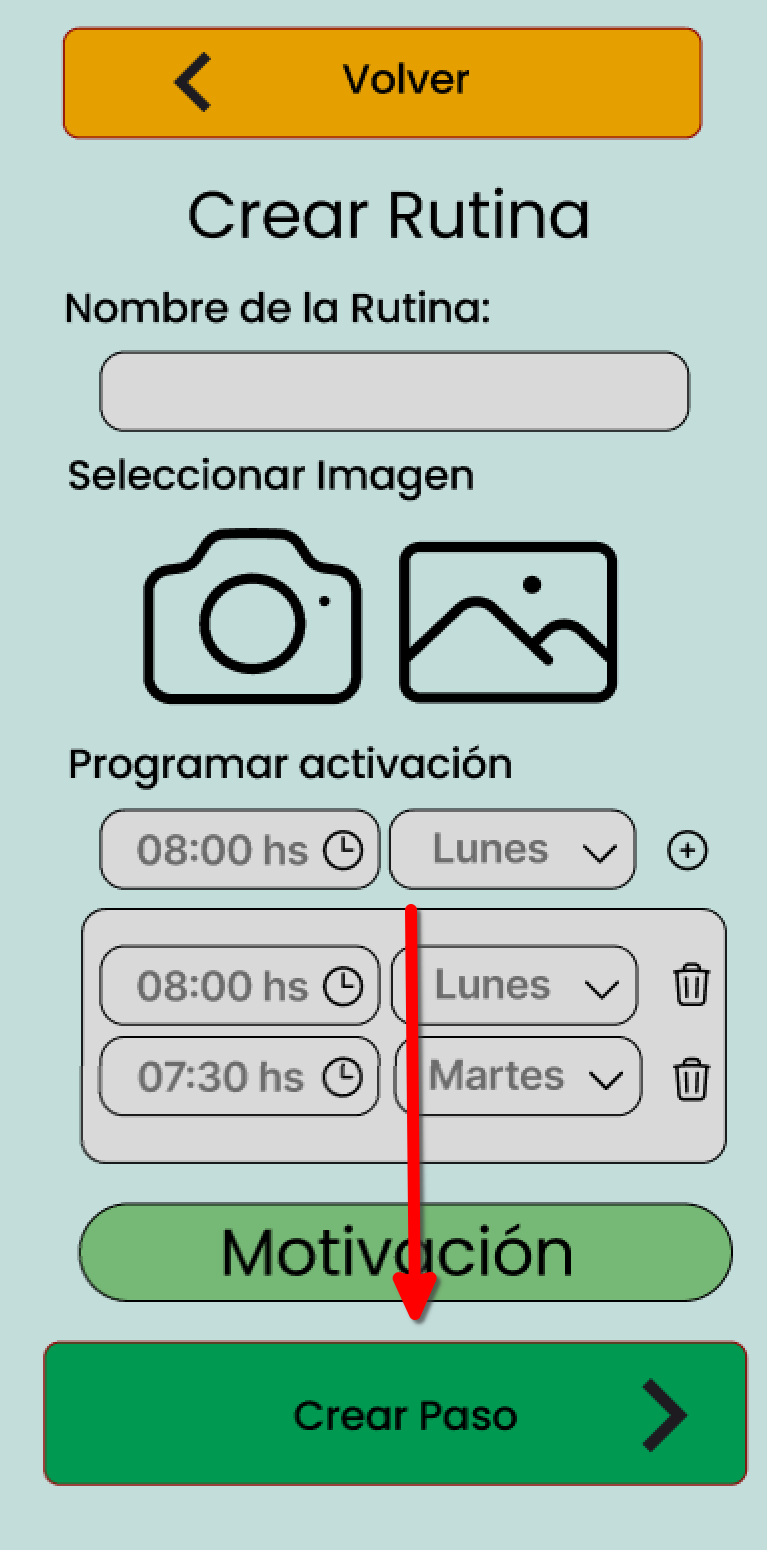 Volver
Crear Rutina
Nombre de la Rutina:
Seleccionar Imagen
Programar activación
08:00 hs Lunes
08:00 hs Lunes
07:30 hs Martes
Motivación
Crear Paso